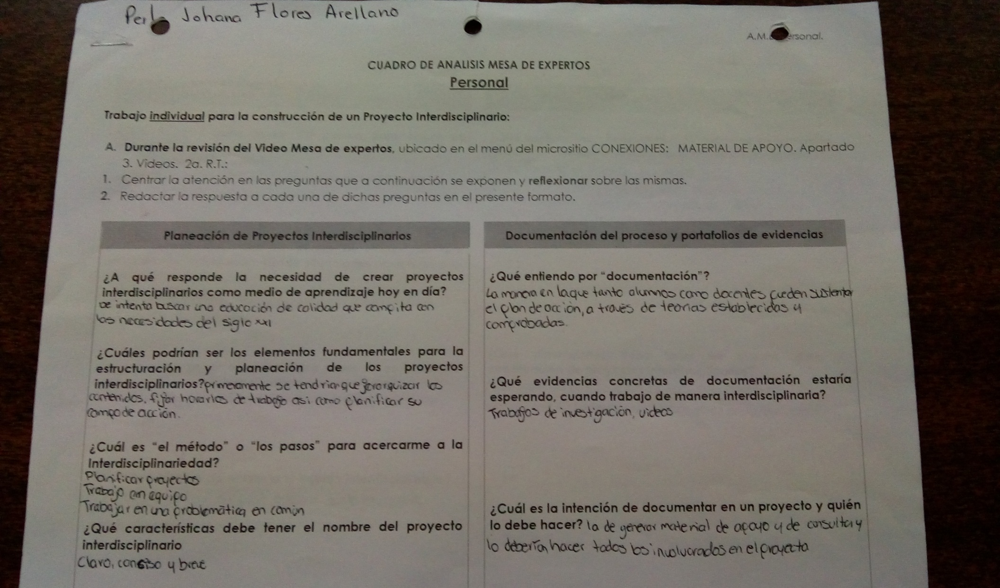 Perla Johana Flores Arellano
A.M. ersonal.
CUADRO DE ANALISIS MESA DE EXPERTOS
Personal
Trabajo individual para la construcción de un Proyecto Interdisciplinario:
A. Durante la revisión del Video Mesa de expertos, ubicado en el menú del micrositio CONEXIONES: MATERIAL DE APOYO. Apartado
3. Videos. 2a. R.T.:
1. Centrar la atención en las preguntas que a continuación se exponen y reflexionar sobre las mismas.
2. Redactar la respuesta a cada una de dichas preguntas en el presente formato.
Planeación de Proyectos Interdisciplinarios
¿A qué responde la necesidad de crear proyectos
interdisciplinarios como medio de aprendizaje hoy en día?
se intenta buscar una educación de calidad que compita con
las necesidades del siglo xxi
¿Cuáles podrían ser los elementos fundamentales para la
estructuración y planeación de los proyectos
interdisciplinarios? primeramente se tendrian que jerarquizar los
contenidos, fijar horarios de trabajo asi como planificar su
campo de acción.
¿Cuál es "el método" o "los pasos" para acercarme a la
Interdisciplinariedad?
Planificar proyectos
Trabajo en equipo
Trabajar en una problemática en común
¿Qué características debe tener el nombre del proyecto
interdisciplinario
Claro, conciso y breve
Documentación del proceso y portafolios de evidencias
¿Qué entiendo por "documentación"?
La manera en la que tanto alumnos como docentes pueden sustentar
el plan de acción, a través de teorias establecidas y
comprobadas.
¿Qué evidencias concretas de documentación estaría
esperando, cuando trabajo de manera interdisciplinaria?
Trabajos de investigación, videos
¿Cuál es la intención de documentar en un proyecto y quién
lo debe hacer? la de generar material de apoyo y de consulta y
lo deberían hacer todos los involucrados en el proyecto